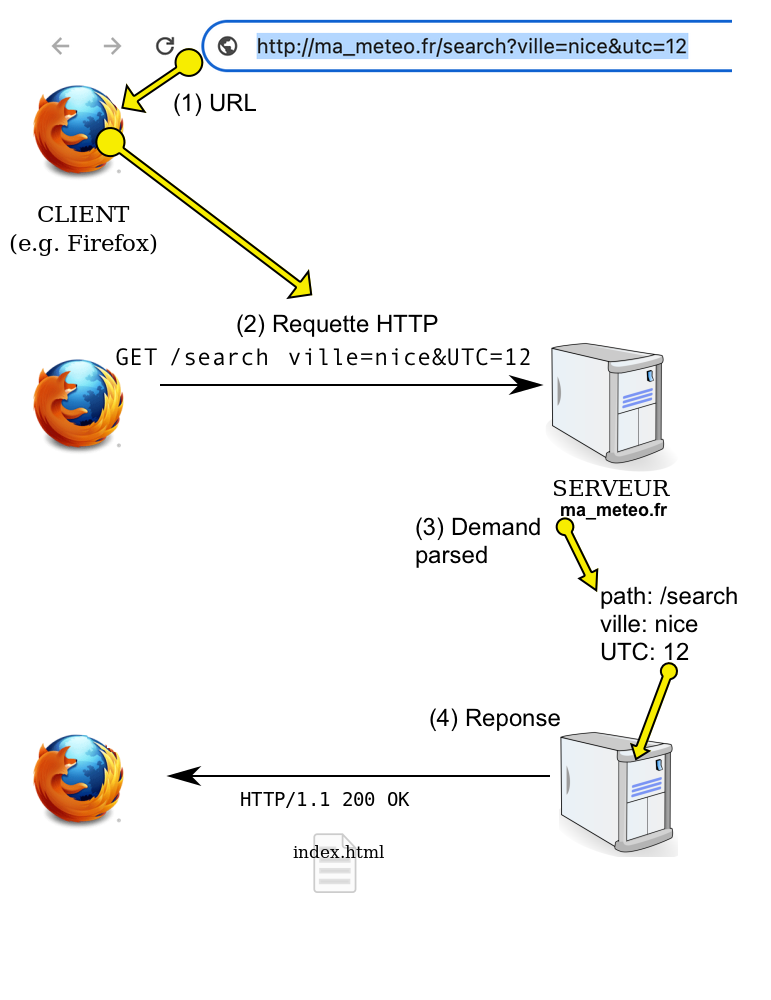 http://ma_meteo.fr/search?ville=nice&utc=12
(1) URL
CLIENT
(e.g. Firefox)
(2) Requette HTTP
GET /search ville=nice&UTC=12
SERVEUR
ma_meteo.fr
(3) Demand
parsed
path: /search
ville: nice
UTC: 12
(4) Reponse
HTTP/1.1 200 OK
index.html